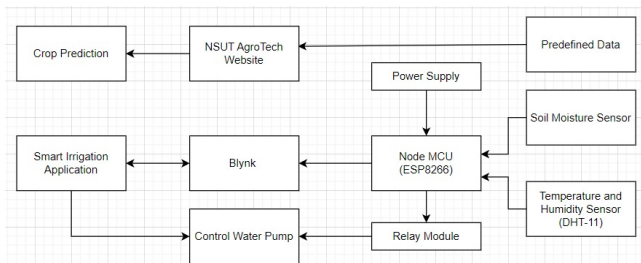 Crop Prediction
NSUT AgroTech
Website
Predefined Data
Power Supply
Soil Moisture Sensor
Smart Irrigation
Application
Blynk
Node MCU
(ESP8266)
Temperature and
Humidity Sensor
(DHT-11)
Control Water Pump
Relay Module